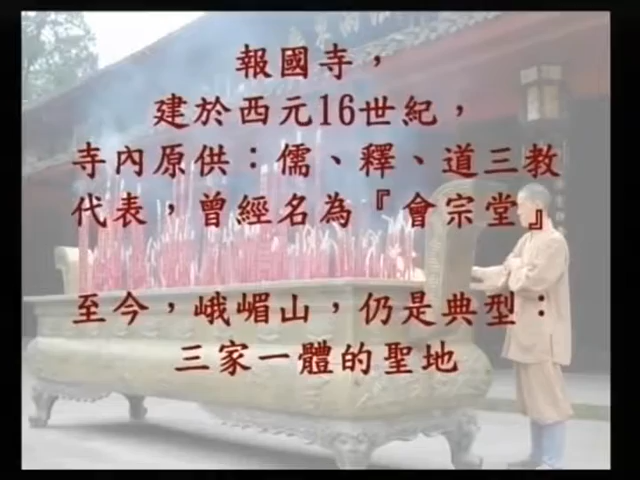 報國寺，
建於西元16世紀，
寺內原供：儒、釋、道三教
代表，曾經名為『會宗堂』
至今，峨嵋山，仍是典型：
三家一體的聖地